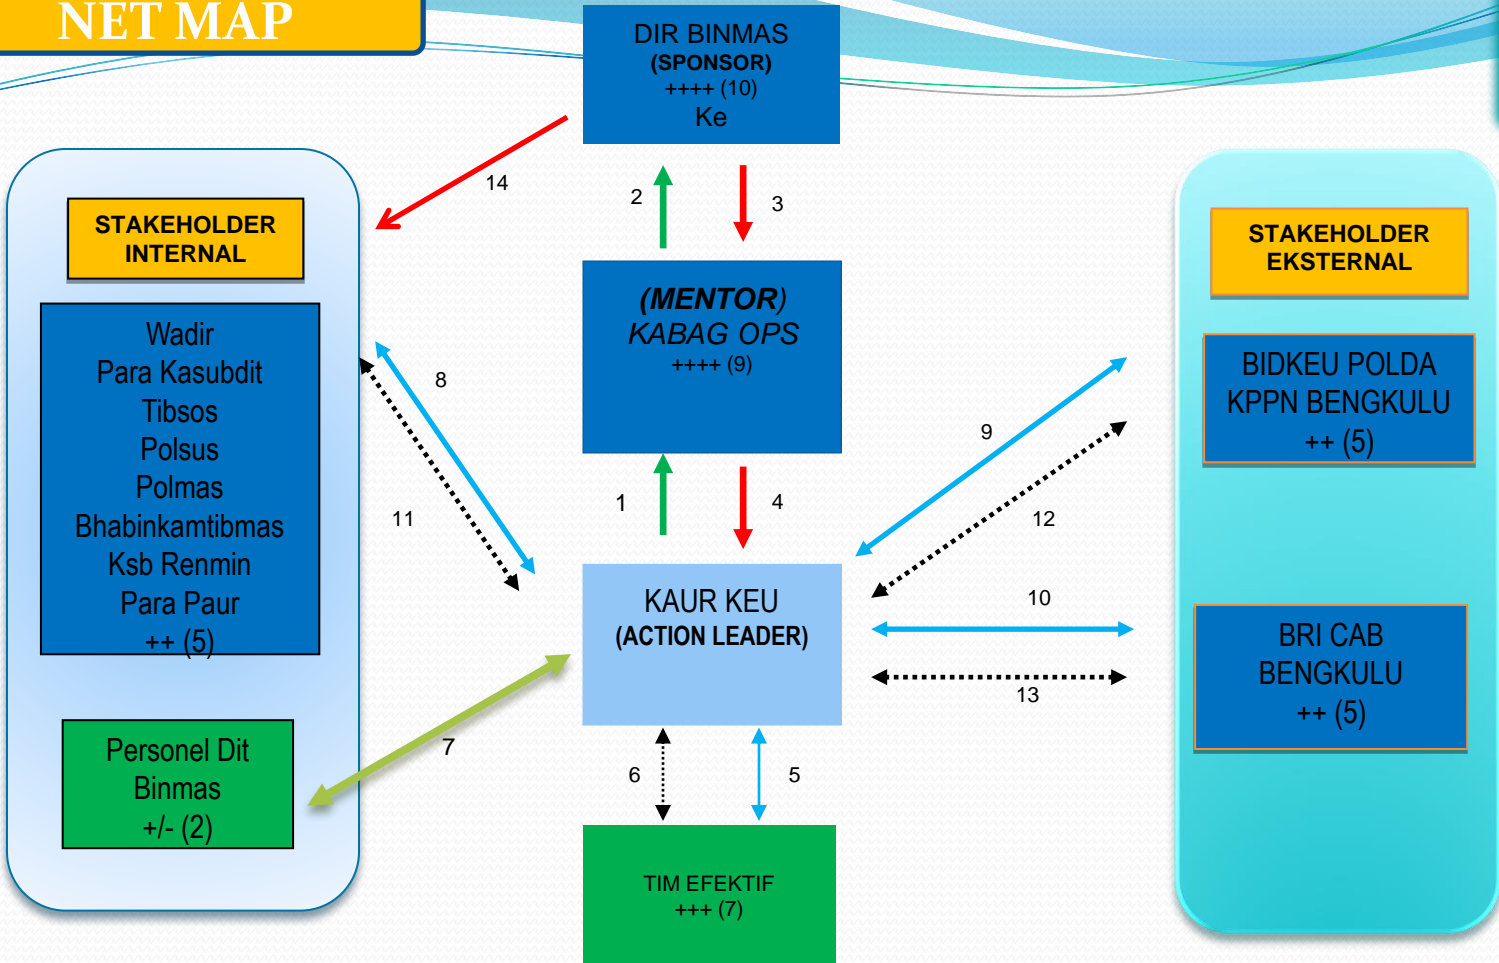 NET MAP
DIR BINMAS
(SPONSOR)
++++ (10)
Ke
14
2
3
STAKEHOLDER
INTERNAL
Wadir
Para Kasubdit
Tibsos
Polsus
Polmas
Bhabinkamtibmas
Ksb Renmin
Para Paur
++ (5)
Personel Dit
Binmas
+/- (2)
(MENTOR)
KABAG OPS
++++ (9)
8
11
1
4
7
KAUR KEU
(ACTION LEADER)
6
5
TIM EFEKTIF
+++ (7)
9
12
10
13
STAKEHOLDER
EKSTERNAL
BIDKEU POLDA
KPPN BENGKULU
++ (5)
BRI CAB
BENGKULU
++ (5)